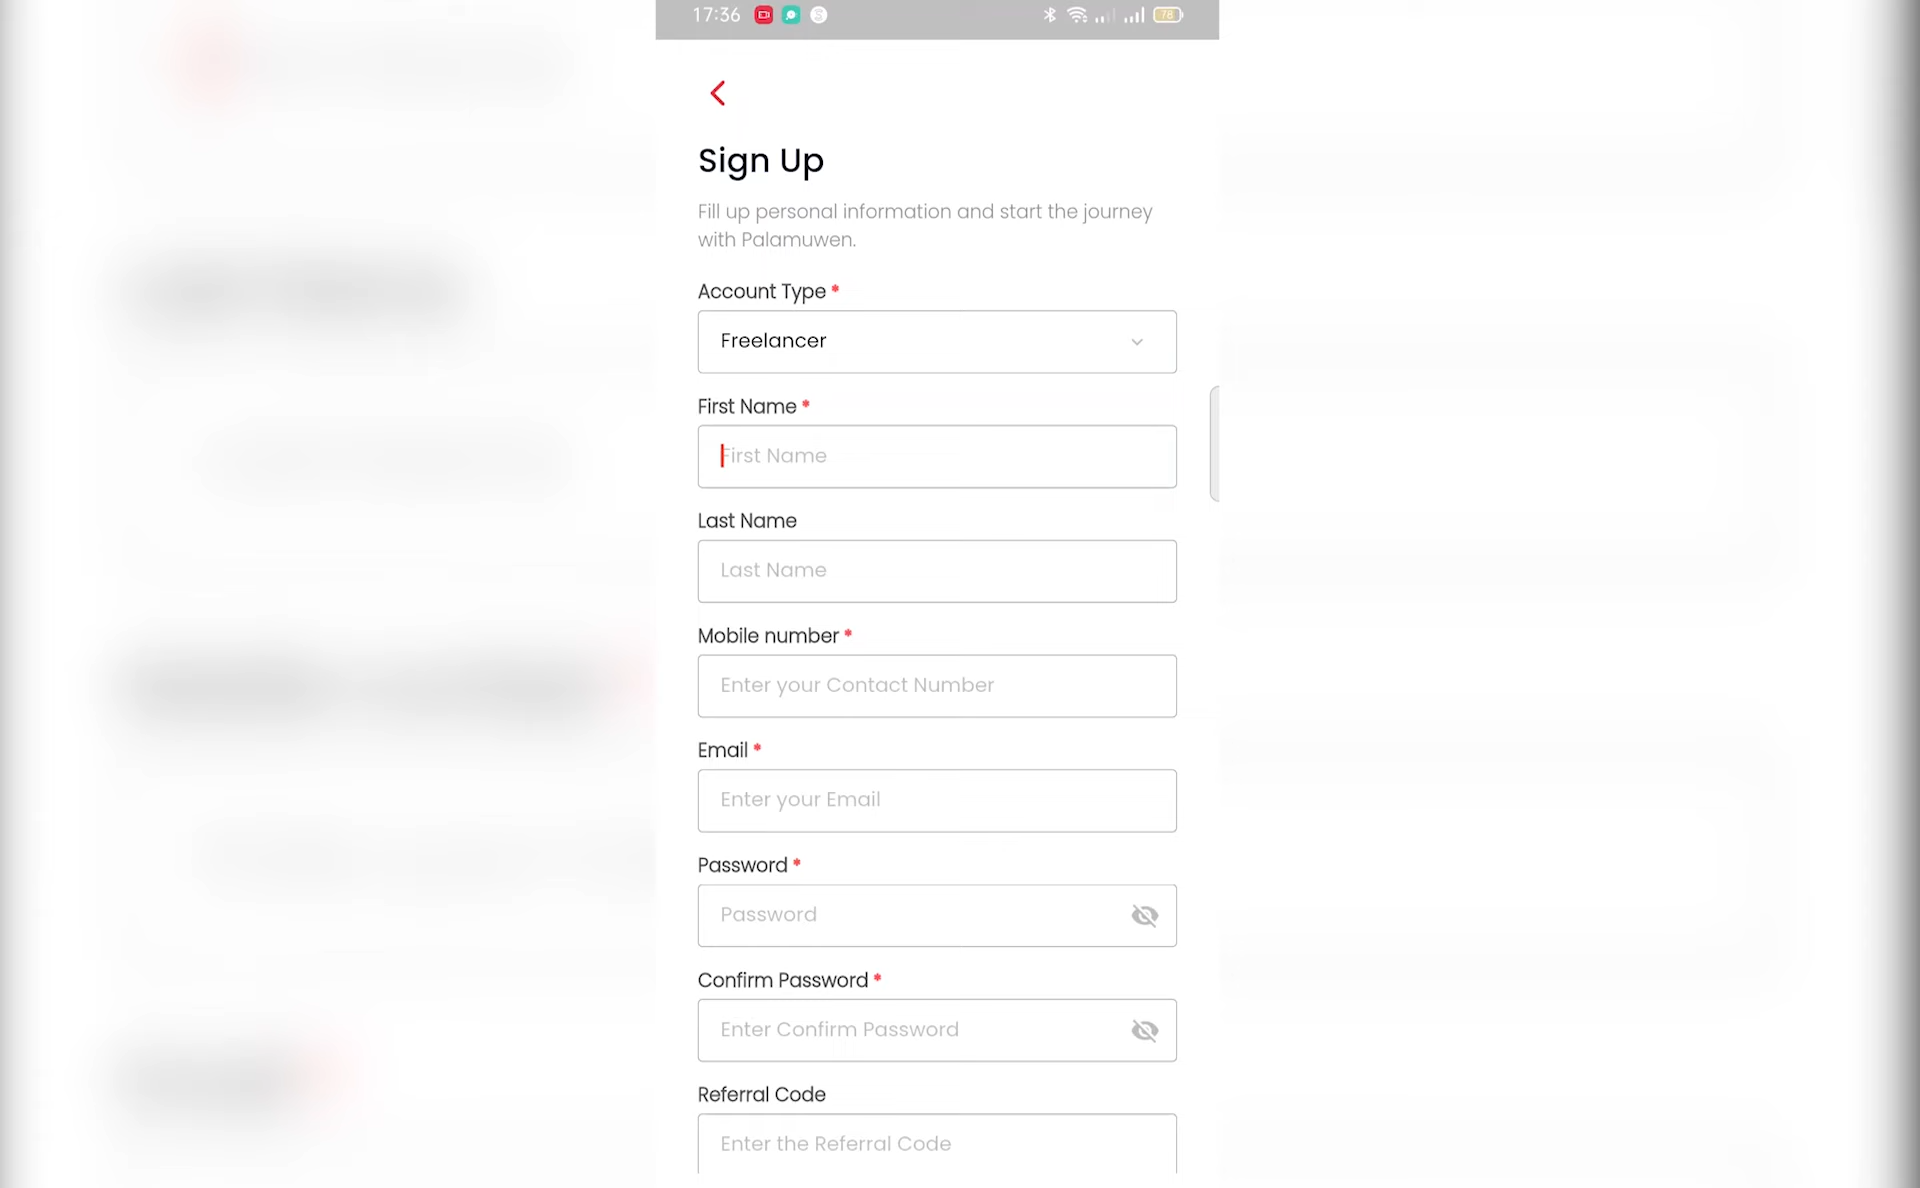 17:36
78
Sign Up
Fill up personal information and start the journey
with Palamuwen.
Account Type *
Freelancer
First Name *
First Name
Last Name
Last Name
Mobile number *
Enter your Contact Number
Email *
Enter your Email
Password *
Password
Confirm Password *
Enter Confirm Password
Referral Code
Enter the Referral Code